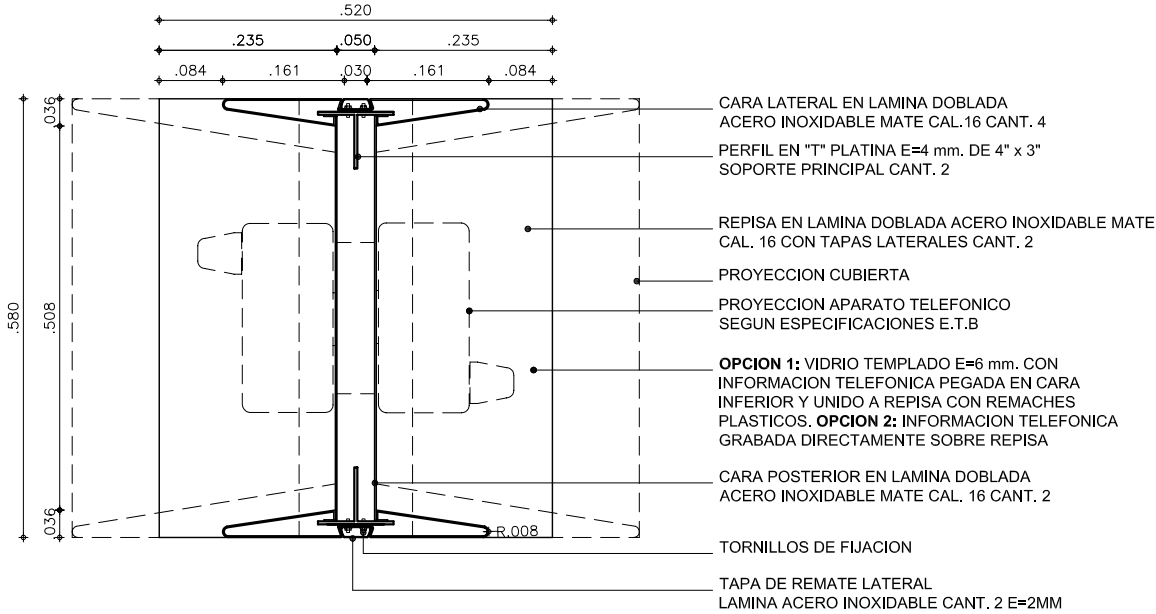 .520
.235 .050 .235
.084 .161 .030 .161 .084
.036
.580
.508
.036
R.008
CARA LATERAL EN LAMINA DOBLADA
ACERO INOXIDABLE MATE CAL.16 CANT. 4
PERFIL EN "T" PLATINA E=4 mm. DE 4" x 3"
SOPORTE PRINCIPAL CANT. 2
REPISA EN LAMINA DOBLADA ACERO INOXIDABLE MATE
CAL. 16 CON TAPAS LATERALES CANT. 2
PROYECCION CUBIERTA
PROYECCION APARATO TELEFONICO
SEGUN ESPECIFICACIONES E.T.B
OPCION 1: VIDRIO TEMPLADO E=6 mm. CON
INFORMACION TELEFONICA PEGADA EN CARA
INFERIOR Y UNIDO A REPISA CON REMACHES
PLASTICOS. OPCION 2: INFORMACION TELEFONICA
GRABADA DIRECTAMENTE SOBRE REPISA
CARA POSTERIOR EN LAMINA DOBLADA
ACERO INOXIDABLE MATE CAL. 16 CANT. 2
TORNILLOS DE FIJACION
TAPA DE REMATE LATERAL
LAMINA ACERO INOXIDABLE CANT. 2 E=2MM